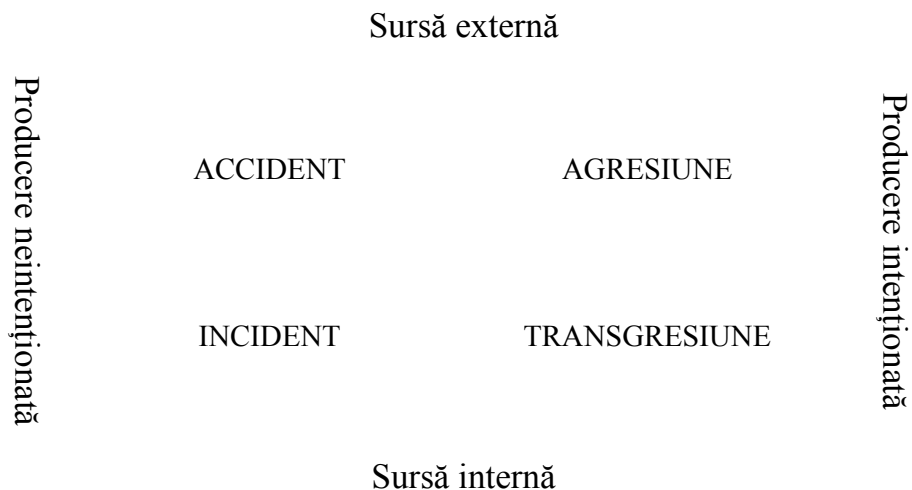 Sursă externă
Producere neintenționată
Producere intenționată
ACCIDENT
AGRESIUNE
INCIDENT
TRANSGRESIUNE
Sursă internă